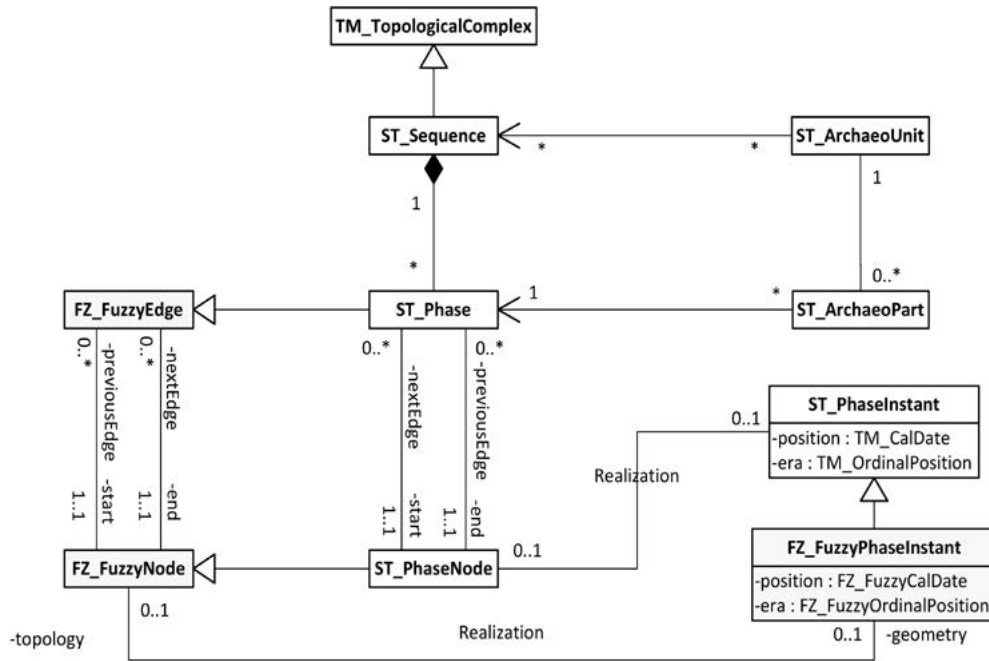 TM_TopologicalComplex
ST_Sequence
ST_ArchaeoUnit
*
*
1
1
*
0..*
FZ_FuzzyEdge
ST_Phase
1
*
ST_ArchaeoPart
0..*
0..*
0..*
0..*
-previousEdge
-nextEdge
-nextEdge
-previousEdge
ST_PhaseInstant
-position : TM_CalDate
-era : TM_OrdinalPosition
0..1
Realization
-start
-end
-start
-end
1..1
1..1
1..1
1..1
FZ_FuzzyNode
ST_PhaseNode
0..1
FZ_FuzzyPhaseInstant
-position : FZ_FuzzyCalDate
-era : FZ_FuzzyOrdinalPosition
0..1
-topology
Realization
0..1
-geometry